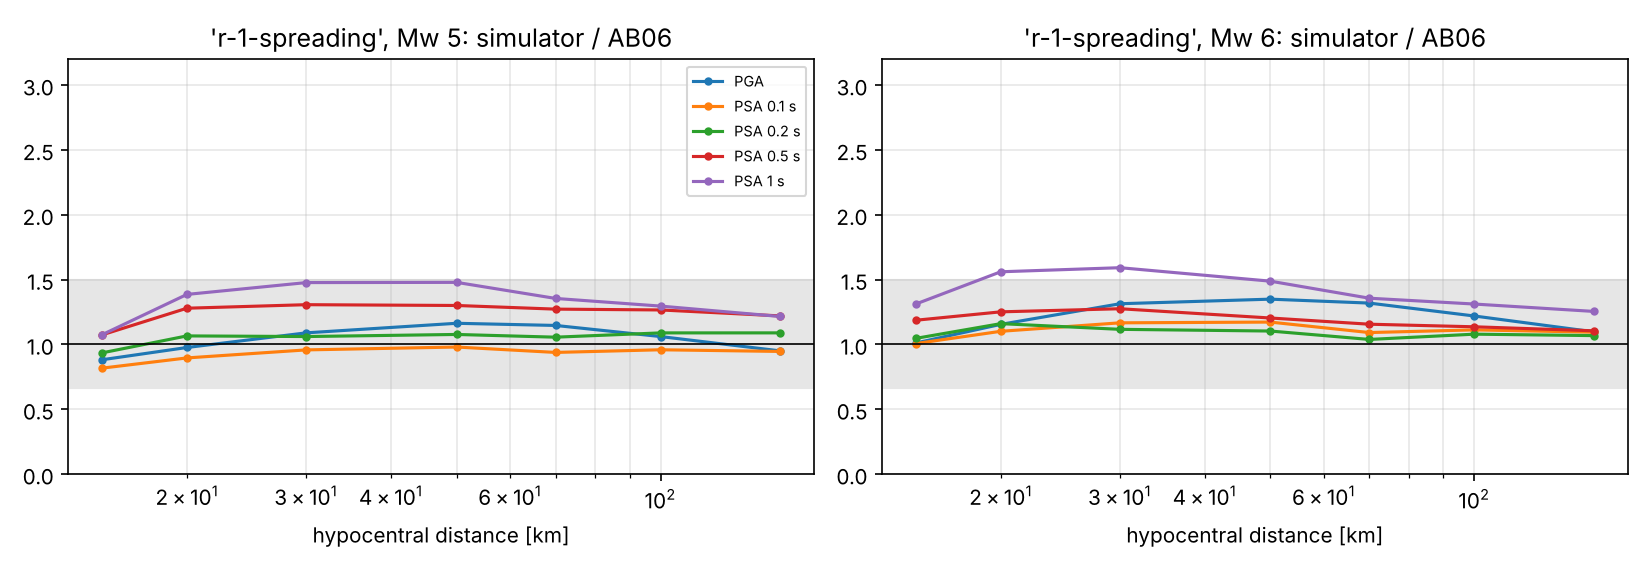 'r-1-spreading', Mw 5: simulator / AB06
3.0
2.5
2.0
1.5
1.0
0.5
0.0
PGA
PSA 0.1 s
PSA 0.2 s
PSA 0.5 s
PSA 1 s
2 × 10¹ 3 × 10¹ 4 × 10¹ 6 × 10¹ 10²
hypocentral distance [km]
'r-1-spreading', Mw 6: simulator / AB06
3.0
2.5
2.0
1.5
1.0
0.5
0.0
2 × 10¹ 3 × 10¹ 4 × 10¹ 6 × 10¹ 10²
hypocentral distance [km]